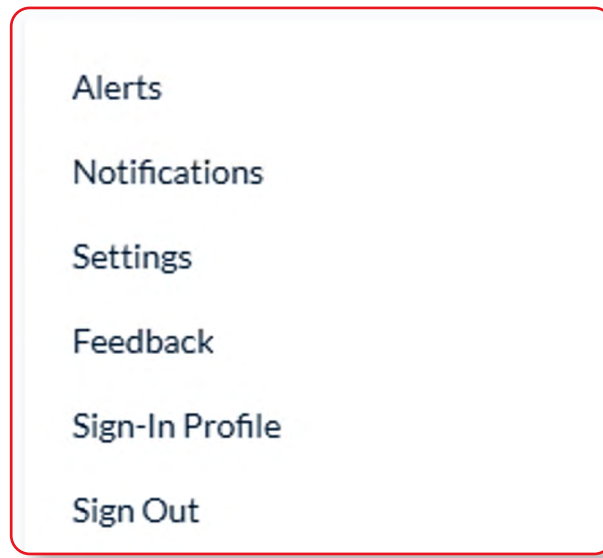 Alerts
Notifications
Settings
Feedback
Sign-In Profile
Sign Out